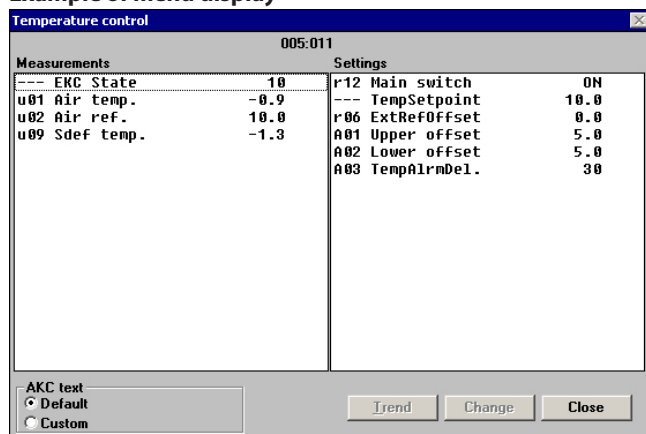 Example of menu display
Temperature control
005:011
Measurements
--- EKC State 10
u01 Air temp. -0.9
u02 Air ref. 10.0
u09 Sdef temp. -1.3
Settings
r12 Main switch ON
--- TempSetpoint 10.0
r06 ExtRefOffset 0.0
A01 Upper offset 5.0
A02 Lower offset 5.0
A03 TempAlrmDel. 30
AKC text
Default
Custom
Trend Change Close